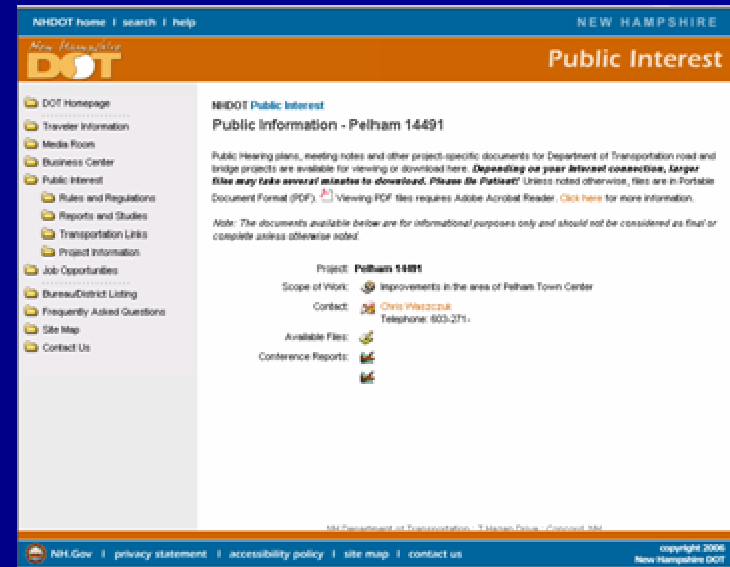 NHDOT home I search I help
NEW HAMPSHIRE
New Hampshire
DOT
Public Interest
DOT Homepage
Traveler Information
Media Room
Business Center
Public Interest
Rules and Regulations
Reports and Studies
Transportation Links
Project Information
Job Opportunities
Bureau/District Listing
Frequently Asked Questions
Site Map
Contact Us
NHDOT Public Interest
Public Information - Pelham 14491
Public Hearing plans, meeting notes and other project-specific documents for Department of Transportation road and
bridge projects are available for viewing or download here. Depending on your Internet connection, larger
files may take several minutes to download. Please Be Patient! Unless noted otherwise, files are in Portable
Document Format (PDF). Viewing PDF files requires Adobe Acrobat Reader. Click here for more information.
Note: The documents available below are for informational purposes only and should not be considered as final or
complete unless otherwise noted.
Project: Pelham 14491
Scope of Work: Improvements in the area of Pelham Town Center
Contact: Chris Waszczuk
Telephone: 603-271-
Available Files:
Conference Reports:
NH Department of Transportation : 7 Hazen Drive : Concord, NH
NH.Gov I privacy statement I accessibility policy I site map I contact us
copyright 2006
New Hampshire DOT